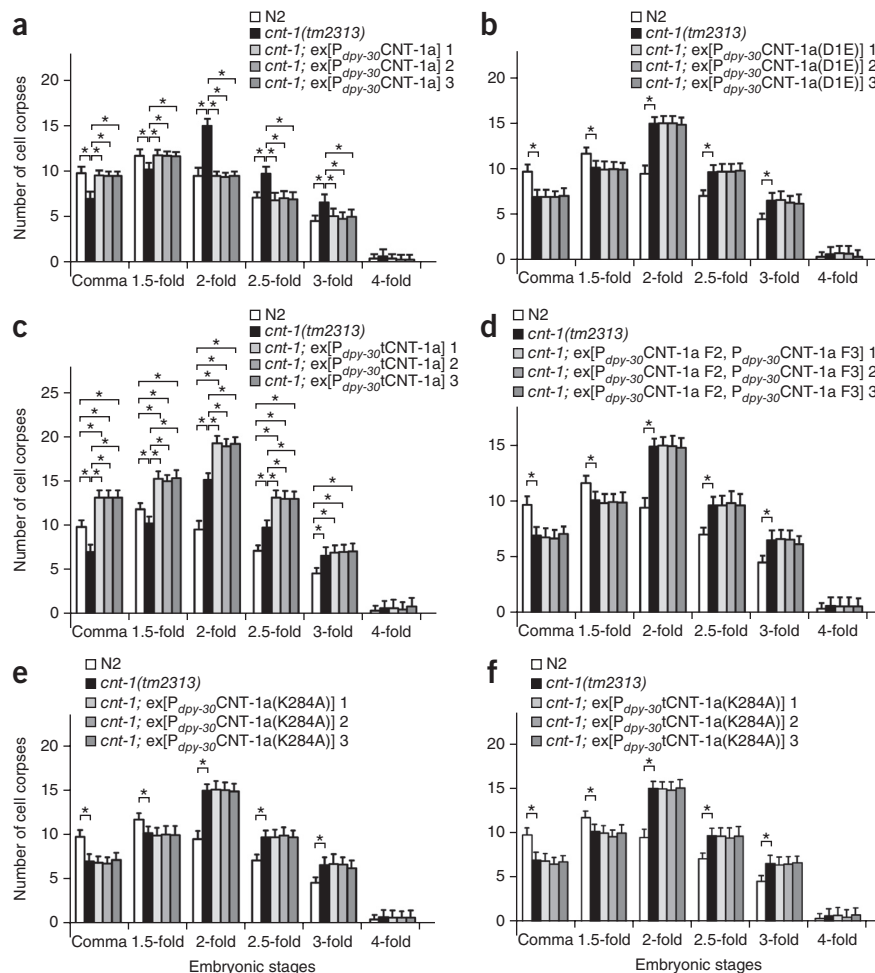 a
N2
cnt-1(tm2313)
cnt-1; ex[Pdpy-30CNT-1a] 1
cnt-1; ex[Pdpy-30CNT-1a] 2
cnt-1; ex[Pdpy-30CNT-1a] 3
Number of cell corpses
20
15
10
5
0
* * * *
* * * *
* * * *
* * * *
* * * *
Comma 1.5-fold 2-fold 2.5-fold 3-fold 4-fold
b
N2
cnt-1(tm2313)
cnt-1; ex[Pdpy-30CNT-1a(D1E)] 1
cnt-1; ex[Pdpy-30CNT-1a(D1E)] 2
cnt-1; ex[Pdpy-30CNT-1a(D1E)] 3
20
15
10
5
0
* * * * *
Comma 1.5-fold 2-fold 2.5-fold 3-fold 4-fold
c
N2
cnt-1(tm2313)
cnt-1; ex[Pdpy-30tCNT-1a] 1
cnt-1; ex[Pdpy-30tCNT-1a] 2
cnt-1; ex[Pdpy-30tCNT-1a] 3
Number of cell corpses
25
20
15
10
5
0
* * * * * * *
* * * * * * *
* * * * * * *
* * * * * * *
* * * *
Comma 1.5-fold 2-fold 2.5-fold 3-fold 4-fold
d
N2
cnt-1(tm2313)
cnt-1; ex[Pdpy-30CNT-1a F2, Pdpy-30CNT-1a F3] 1
cnt-1; ex[Pdpy-30CNT-1a F2, Pdpy-30CNT-1a F3] 2
cnt-1; ex[Pdpy-30CNT-1a F2, Pdpy-30CNT-1a F3] 3
15
10
5
0
* * * * *
Comma 1.5-fold 2-fold 2.5-fold 3-fold 4-fold
e
N2
cnt-1(tm2313)
cnt-1; ex[Pdpy-30CNT-1a(K284A)] 1
cnt-1; ex[Pdpy-30CNT-1a(K284A)] 2
cnt-1; ex[Pdpy-30CNT-1a(K284A)] 3
Number of cell corpses
20
15
10
5
0
* * * * *
Comma 1.5-fold 2-fold 2.5-fold 3-fold 4-fold
Embryonic stages
f
N2
cnt-1(tm2313)
cnt-1; ex[Pdpy-30tCNT-1a(K284A)] 1
cnt-1; ex[Pdpy-30tCNT-1a(K284A)] 2
cnt-1; ex[Pdpy-30tCNT-1a(K284A)] 3
20
15
10
5
0
* * * * *
Comma 1.5-fold 2-fold 2.5-fold 3-fold 4-fold
Embryonic stages